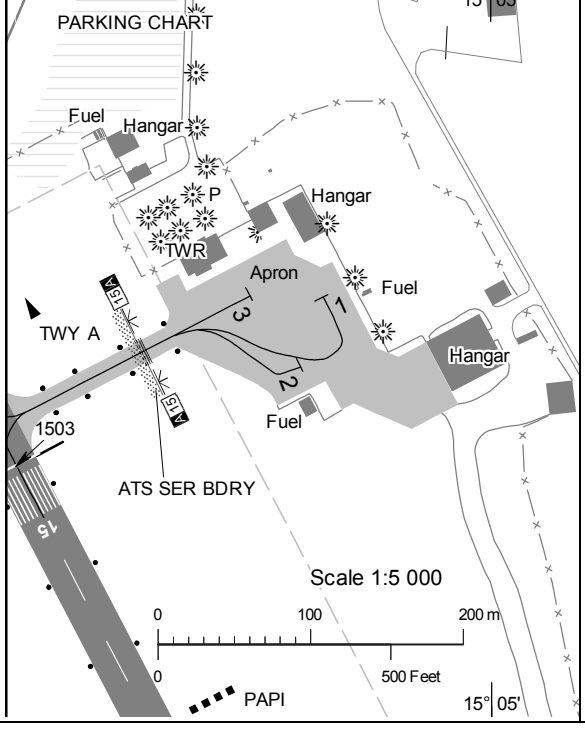 15° 05'
PARKING CHART
Fuel
Hangar
P
Hangar
TWR
Apron
Fuel
15 A
TWY A
3
1
2
Hangar
A 15
Fuel
1503
ATS SER BDRY
15
Scale 1:5 000
0 100 200 m
0 500 Feet
PAPI
15° 05'